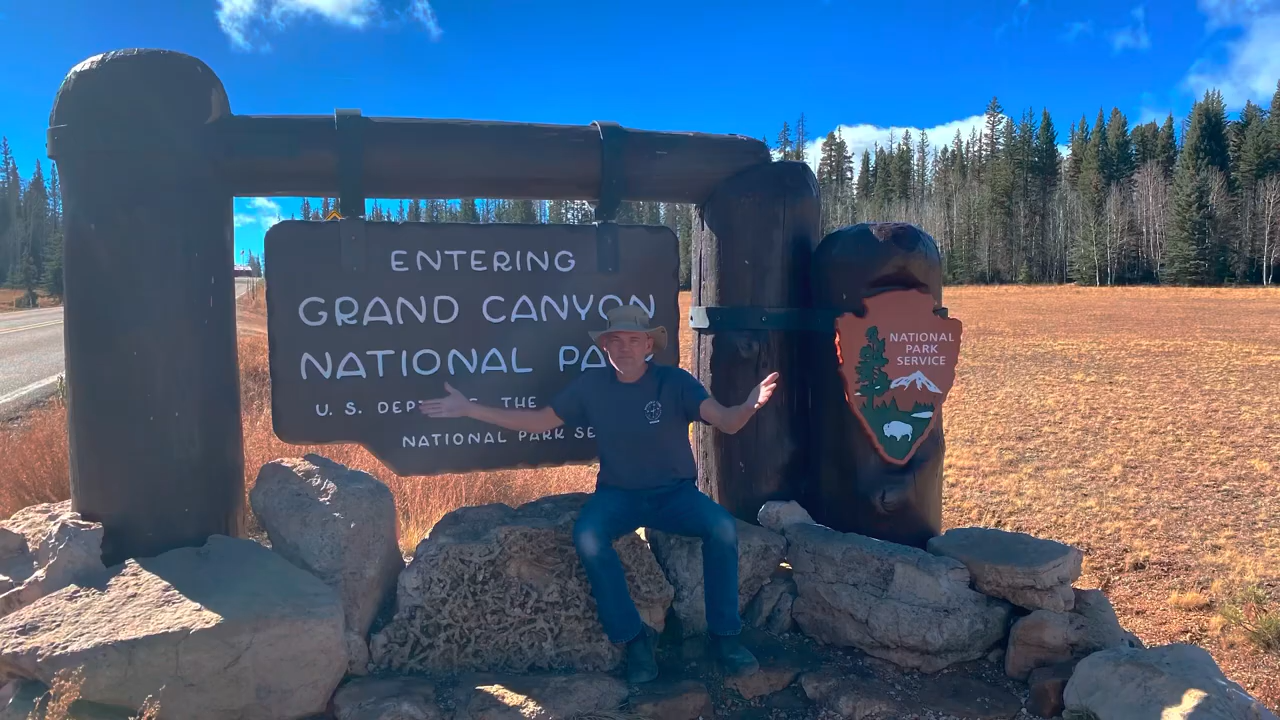 ENTERING
GRAND CANYON
NATIONAL PA
U. S. DEP THE
NATIONAL PARK SE
NATIONAL
PARK
SERVICE